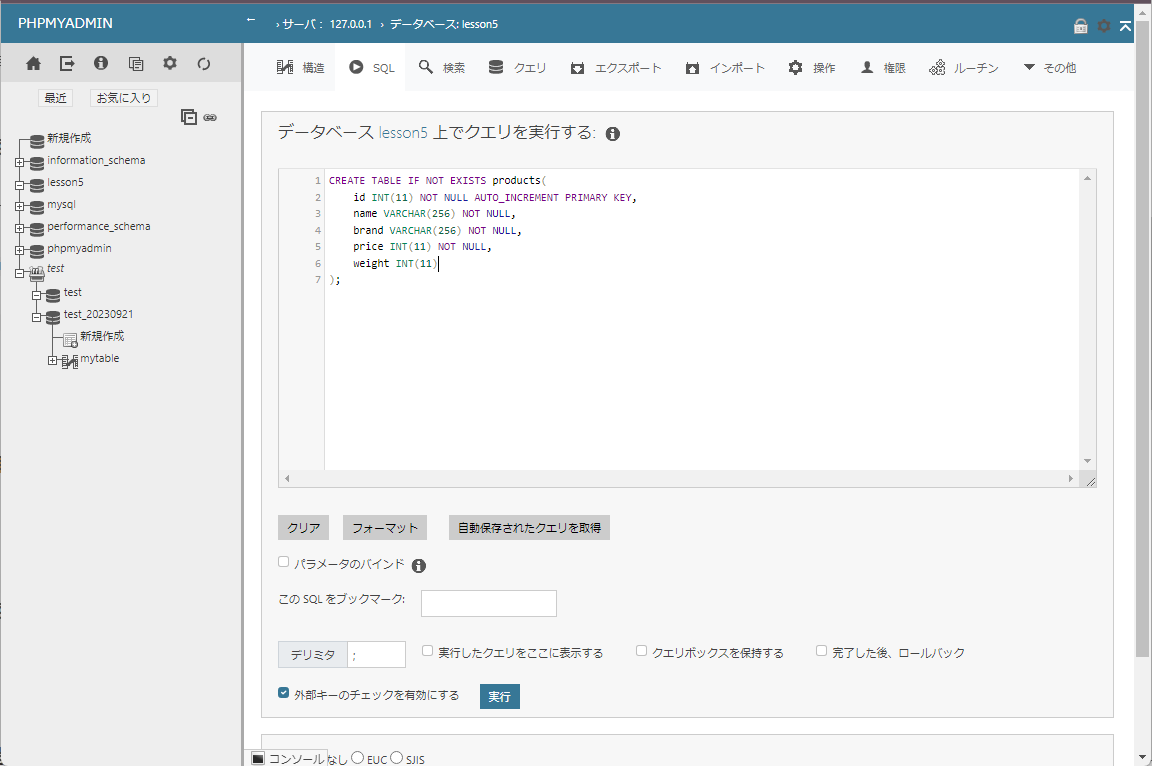 PHPMYADMIN
← › サーバ： 127.0.0.1 › データベース: lesson5
最近 お気に入り
新規作成
information_schema
lesson5
mysql
performance_schema
phpmyadmin
test
test
test_20230921
新規作成
mytable
構造 SQL 検索 クエリ エクスポート インポート 操作 権限 ルーチン その他
データベース lesson5 上でクエリを実行する:
1 CREATE TABLE IF NOT EXISTS products(
2 id INT(11) NOT NULL AUTO_INCREMENT PRIMARY KEY,
3 name VARCHAR(256) NOT NULL,
4 brand VARCHAR(256) NOT NULL,
5 price INT(11) NOT NULL,
6 weight INT(11)
7 );
クリア フォーマット 自動保存されたクエリを取得
パラメータのバインド
この SQL をブックマーク:
デリミタ ; 実行したクエリをここに表示する クエリボックスを保持する 完了した後、ロールバック
外部キーのチェックを有効にする 実行
コンソール なし EUC SJIS